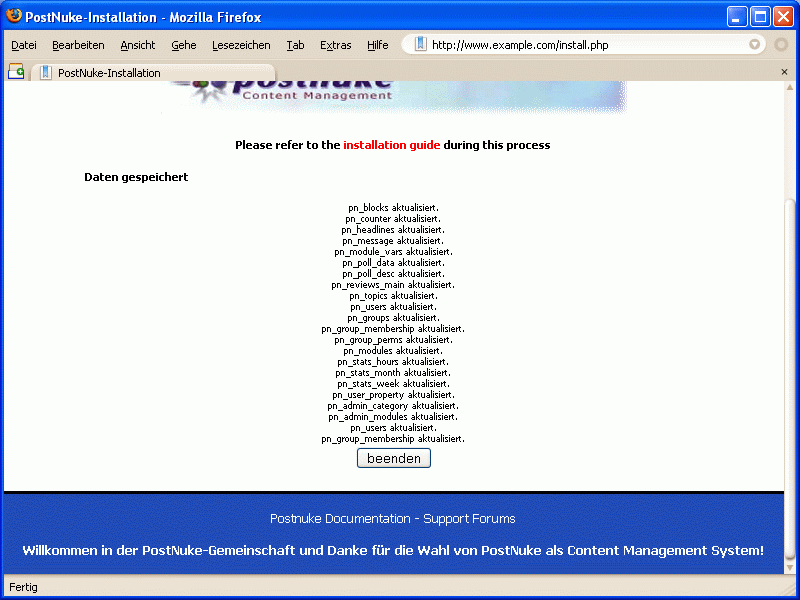 PostNuke-Installation - Mozilla Firefox
Datei Bearbeiten Ansicht Gehe Lesezeichen Tab Extras Hilfe http://www.example.com/install.php
PostNuke-Installation
postnuke
Content Management
Please refer to the installation guide during this process
Daten gespeichert
pn_blocks aktualisiert.
pn_counter aktualisiert.
pn_headlines aktualisiert.
pn_message aktualisiert.
pn_module_vars aktualisiert.
pn_poll_data aktualisiert.
pn_poll_desc aktualisiert.
pn_reviews_main aktualisiert.
pn_topics aktualisiert.
pn_users aktualisiert.
pn_groups aktualisiert.
pn_group_membership aktualisiert.
pn_group_perms aktualisiert.
pn_modules aktualisiert.
pn_stats_hours aktualisiert.
pn_stats_month aktualisiert.
pn_stats_week aktualisiert.
pn_user_property aktualisiert.
pn_admin_category aktualisiert.
pn_admin_modules aktualisiert.
pn_users aktualisiert.
pn_group_membership aktualisiert.
beenden
Postnuke Documentation - Support Forums
Willkommen in der PostNuke-Gemeinschaft und Danke für die Wahl von PostNuke als Content Management System!
Fertig